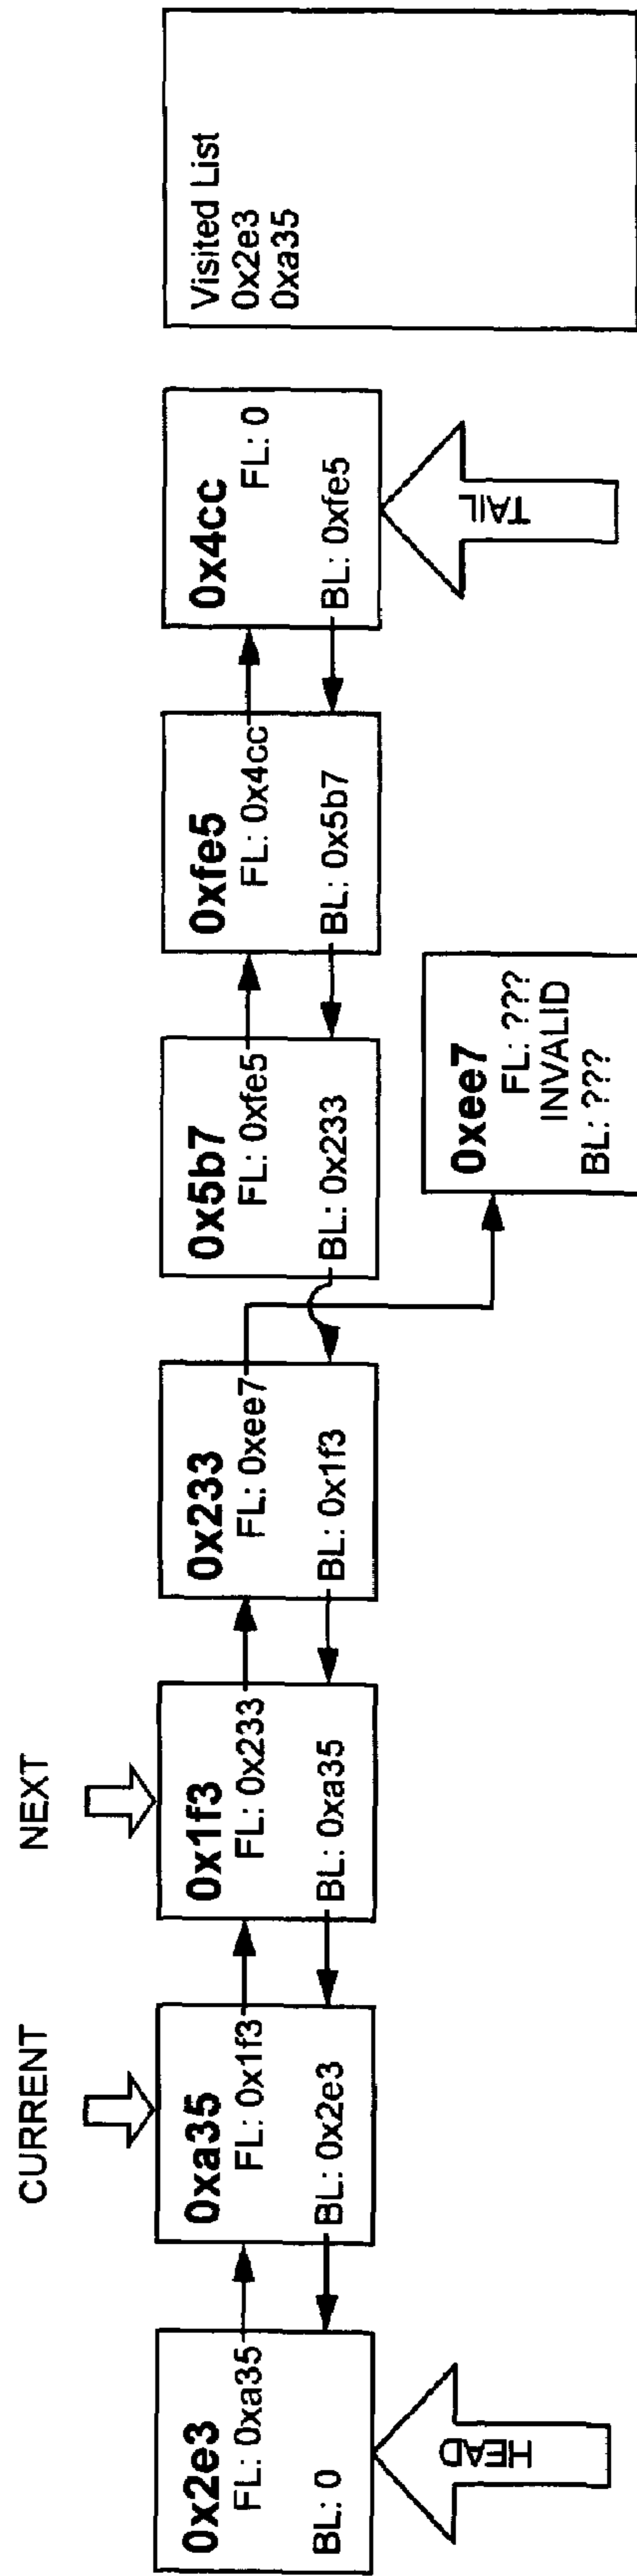 CURRENT
NEXT
0x2e3
FL: 0xa35
BL: 0
0xa35
FL: 0x1f3
BL: 0x2e3
0x1f3
FL: 0x233
BL: 0xa35
0x233
FL: 0xee7
BL: 0x1f3
0x5b7
FL: 0xfe5
BL: 0x233
0xfe5
FL: 0x4cc
BL: 0x5b7
0x4cc
FL: 0
BL: 0xfe5
Visited List
0x2e3
0xa35
0xee7
FL: ???
INVALID
BL: ???
HEAD
TAIL